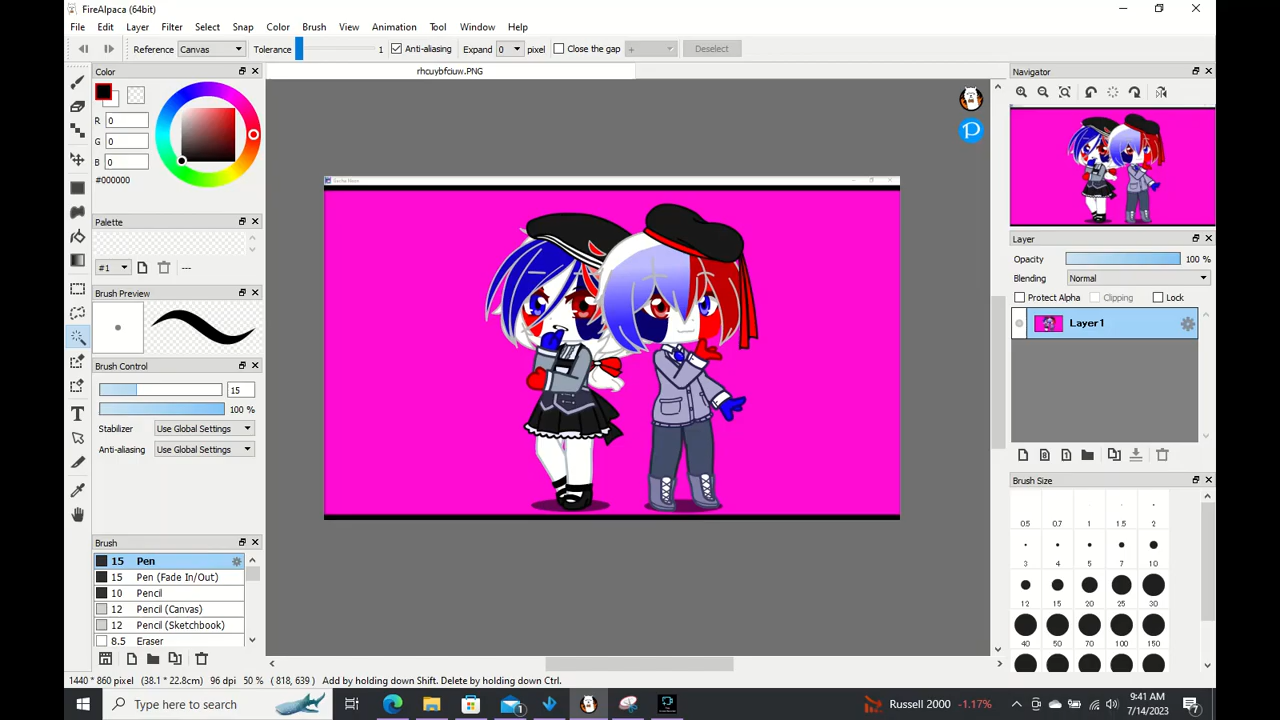 FireAlpaca (64bit)
File Edit Layer Filter Select Snap Color Brush View Animation Tool Window Help
Reference Canvas Tolerance 1 Anti-aliasing Expand 0 pixel Close the gap + Deselect
Color
rhcuybfciuw.PNG
Navigator
R 0
G 0
B 0
#000000
Palette
#1 ---
Brush Preview
Brush Control
15
100 %
Stabilizer Use Global Settings
Anti-aliasing Use Global Settings
Brush
15 Pen
15 Pen (Fade In/Out)
10 Pencil
12 Pencil (Canvas)
12 Pencil (Sketchbook)
8.5 Eraser
Layer
Opacity 100 %
Blending Normal
Protect Alpha Clipping Lock
Layer1
Brush Size
0.5 0.7 1 1.5 2
3 4 5 7 10
12 15 20 25 30
40 50 70 100 150
1440 * 860 pixel (38.1 * 22.8cm) 96 dpi 50 % ( 818, 639 ) Add by holding down Shift. Delete by holding down Ctrl.
Type here to search
1
Russell 2000 -1.17%
9:41 AM
7/14/2023
7